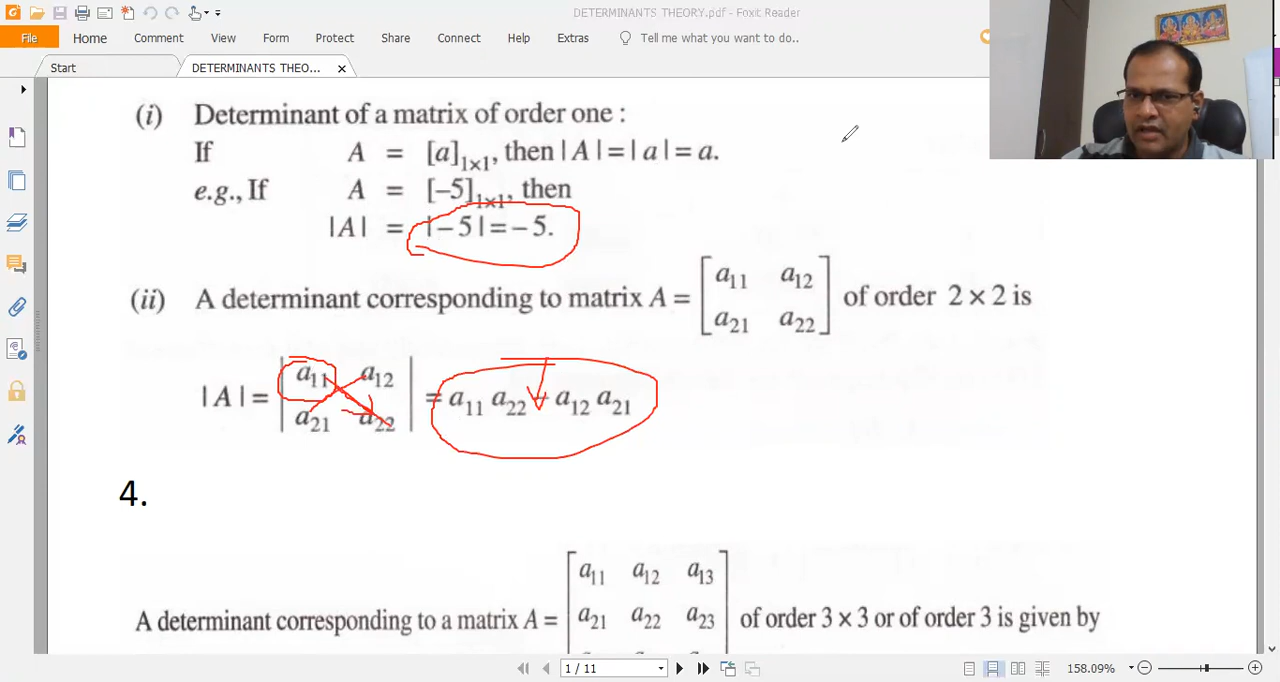 DETERMINANTS THEORY.pdf - Foxit Reader
File Home Comment View Form Protect Share Connect Help Extras Tell me what you want to do..
Start DETERMINANTS THEO... ×
(i) Determinant of a matrix of order one :
If A = [a]₁ₓ₁, then |A| = |a| = a.
e.g., If A = [–5]₁ₓ₁, then
|A| = |–5| = –5.
(ii) A determinant corresponding to matrix A = [a₁₁ a₁₂ a₂₁ a₂₂] of order 2 × 2 is
|A| = |a₁₁ a₁₂ a₂₁ a₂₂| = a₁₁ a₂₂ – a₁₂ a₂₁
4.
A determinant corresponding to a matrix A = [a₁₁ a₁₂ a₁₃ a₂₁ a₂₂ a₂₃ of order 3 × 3 or of order 3 is given by
1 / 11 158.09%